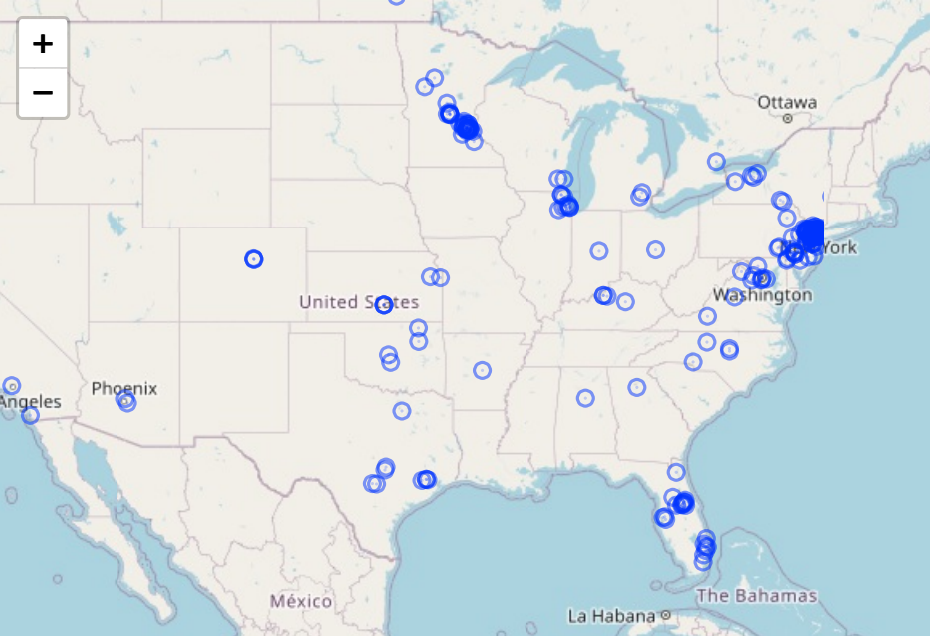 +
−
Ottawa
York
United States
Washington
Phoenix
Angeles
México
The Bahamas
La Habana